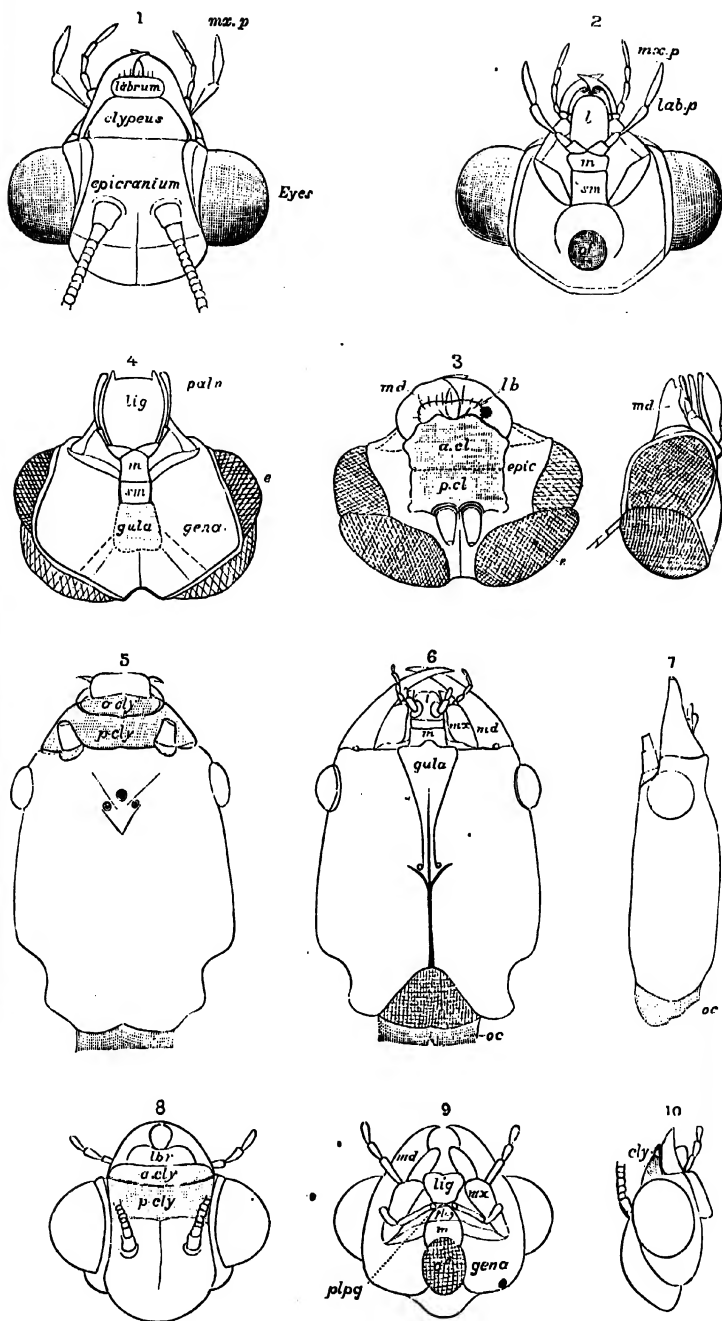 1
mx.p
labrum
clypeus
epicranium
Eyes
2
mx.p
lab.p
l
m
sm
of
4
lig
m
sm
gula
gena
e
3
md.
lb
a.cl.
epic
p.cl
e
md
5
a.cly
p.cly
6
m
mx
md
gula
oc
7
oc
8
lbr
a.cly
p.cly
9
md
lig
mx
m
gena
plpg
10
cly